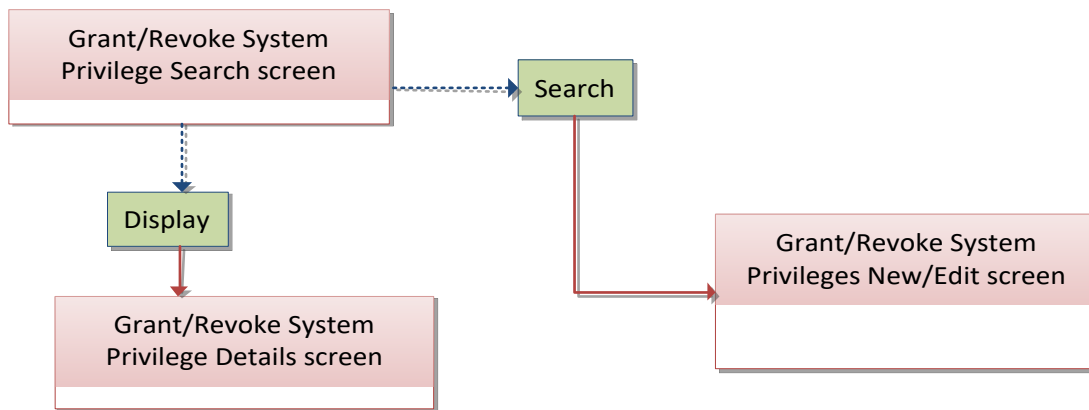 Grant/Revoke System
Privilege Search screen
Search
Display
Grant/Revoke System
Privileges New/Edit screen
Grant/Revoke System
Privilege Details screen